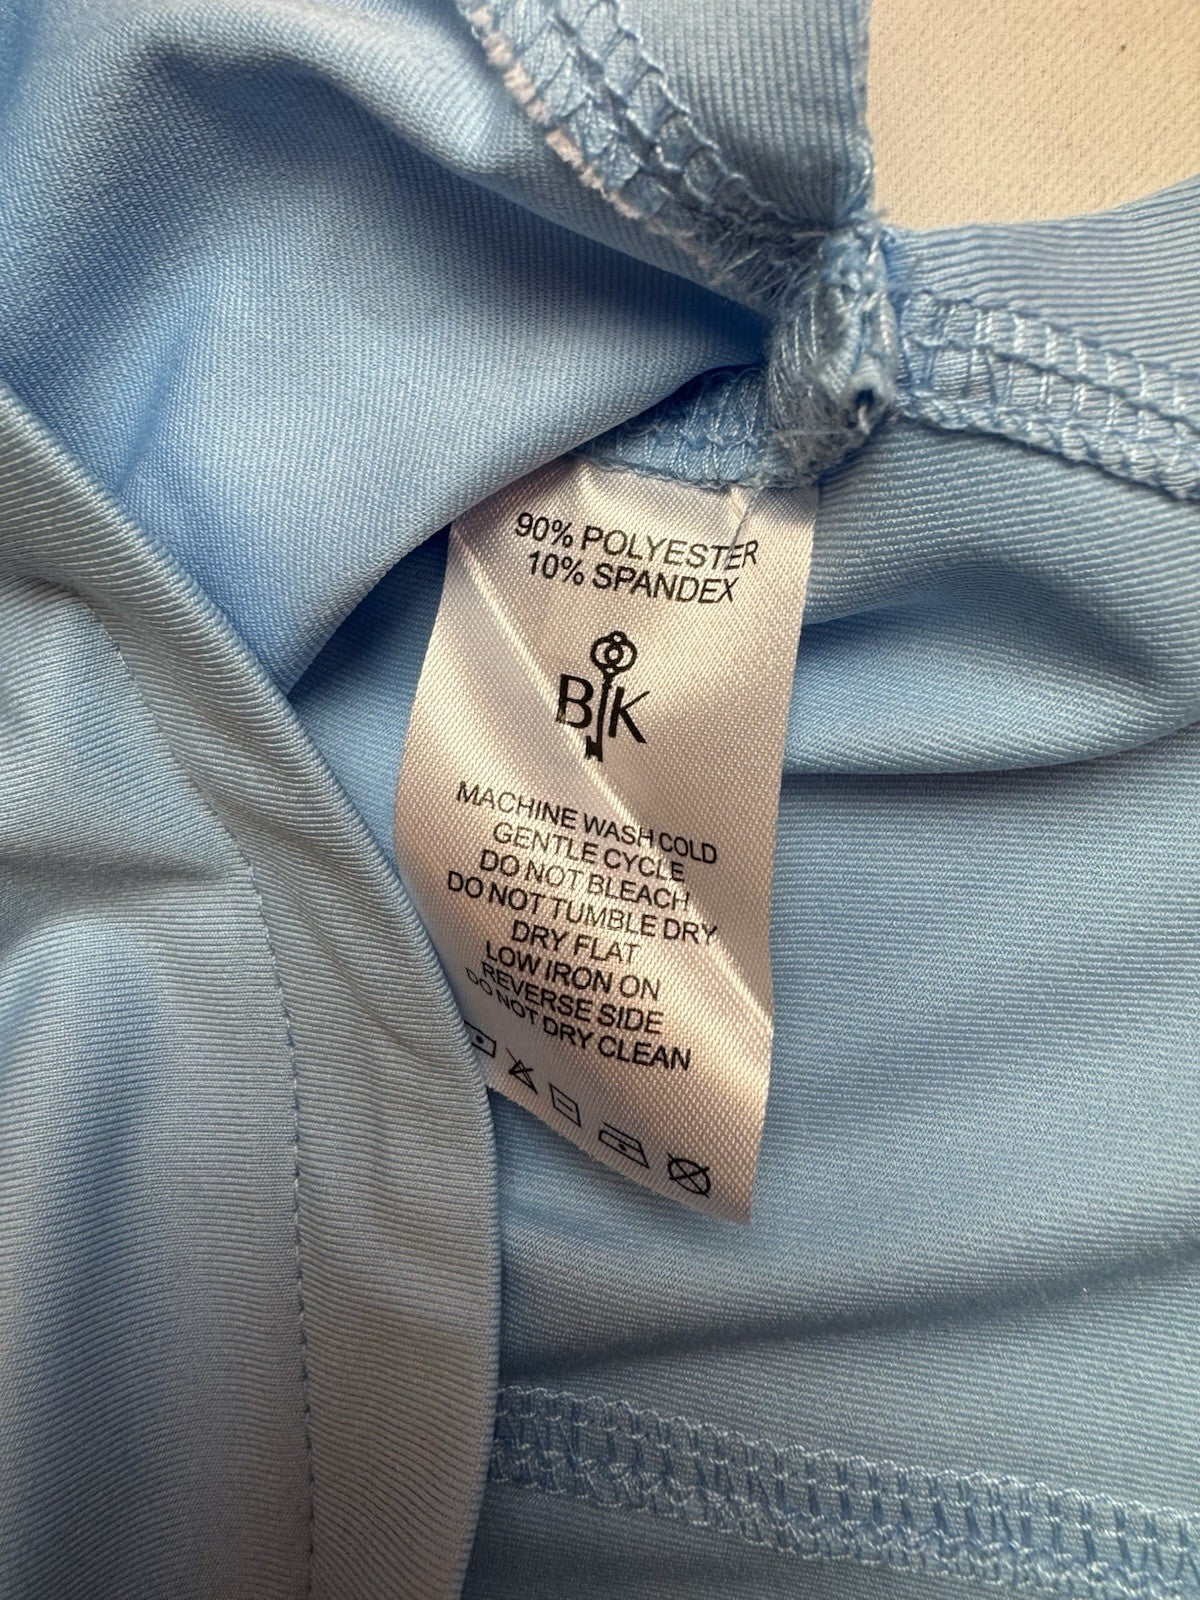 90% POLYESTER
10% SPANDEX
BK
MACHINE WASH COLD
GENTLE CYCLE
DO NOT BLEACH
DO NOT TUMBLE DRY
DRY FLAT
LOW IRON ON
REVERSE SIDE
DO NOT DRY CLEAN